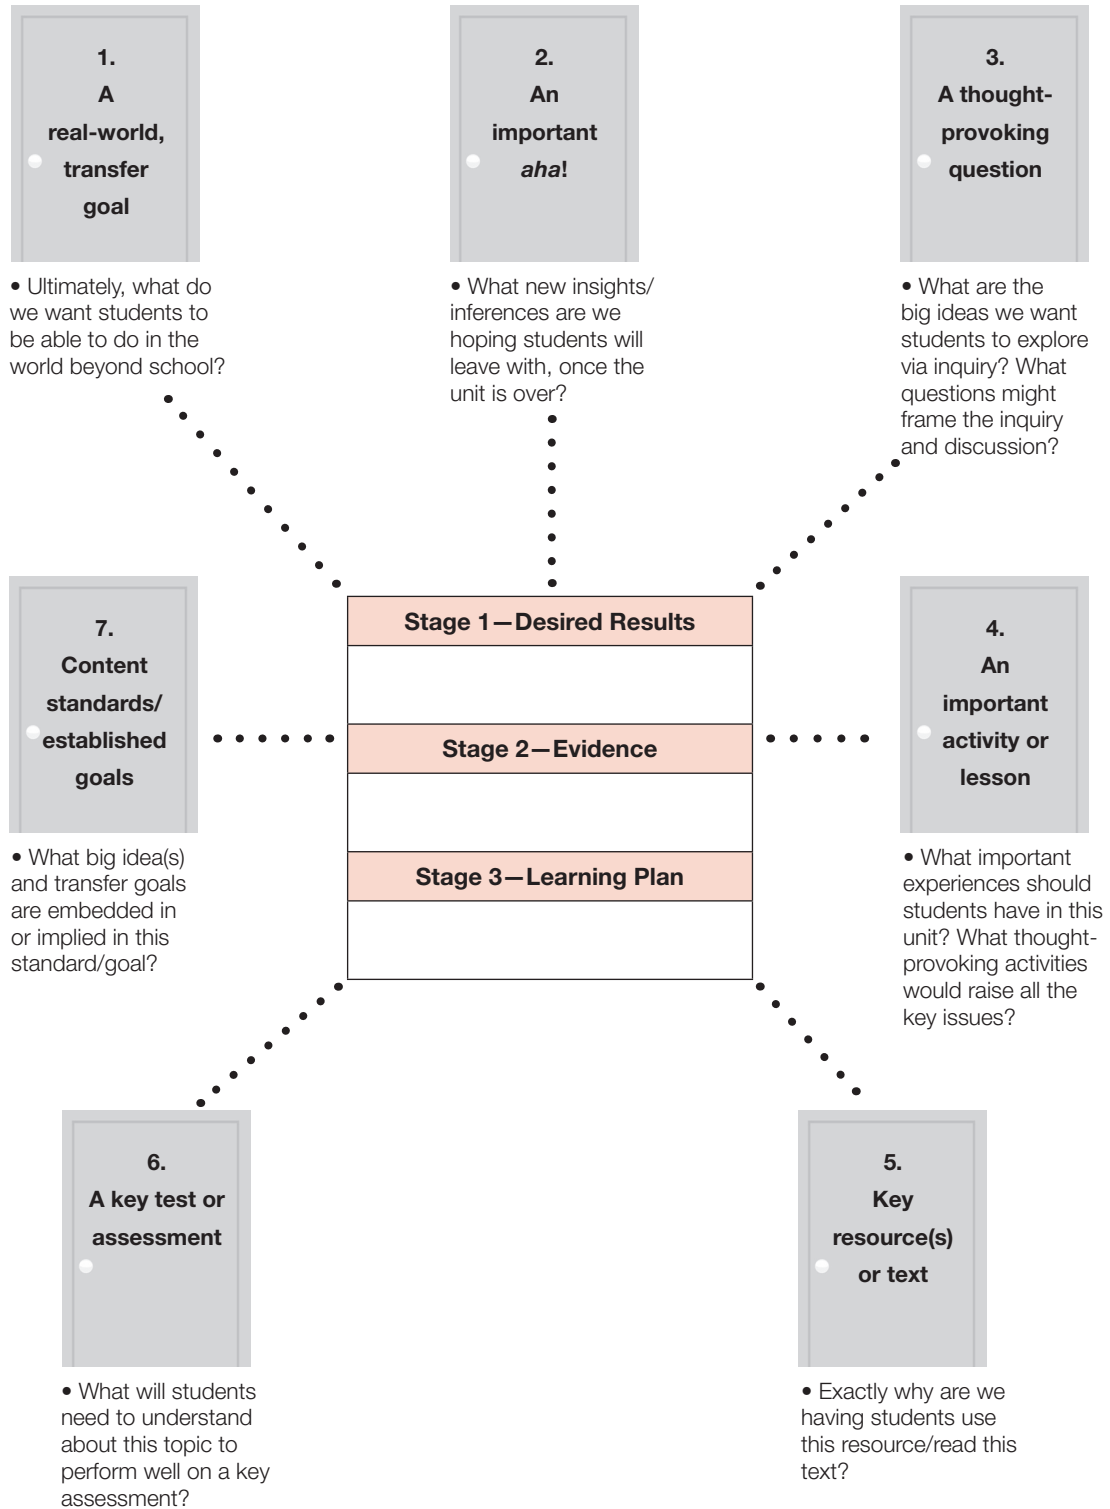 1.
A
real-world,
transfer
goal
• Ultimately, what do
we want students to
be able to do in the
world beyond school?
2.
An
important
aha!
• What new insights/
inferences are we
hoping students will
leave with, once the
unit is over?
3.
A thought-
provoking
question
• What are the
big ideas we want
students to explore
via inquiry? What
questions might
frame the inquiry
and discussion?
7.
Content
standards/
established
goals
• What big idea(s)
and transfer goals
are embedded in
or implied in this
standard/goal?
Stage 1—Desired Results
Stage 2—Evidence
Stage 3—Learning Plan
4.
An
important
activity or
lesson
• What important
experiences should
students have in this
unit? What thought-
provoking activities
would raise all the
key issues?
6.
A key test or
assessment
• What will students
need to understand
about this topic to
perform well on a key
assessment?
5.
Key
resource(s)
or text
• Exactly why are we
having students use
this resource/read this
text?